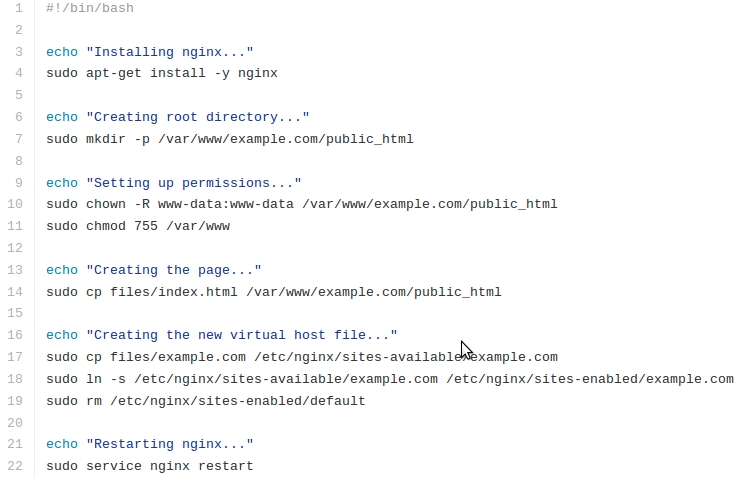 1 #!/bin/bash
2
3 echo "Installing nginx..."
4 sudo apt-get install -y nginx
5
6 echo "Creating root directory..."
7 sudo mkdir -p /var/www/example.com/public_html
8
9 echo "Setting up permissions..."
10 sudo chown -R www-data:www-data /var/www/example.com/public_html
11 sudo chmod 755 /var/www
12
13 echo "Creating the page..."
14 sudo cp files/index.html /var/www/example.com/public_html
15
16 echo "Creating the new virtual host file..."
17 sudo cp files/example.com /etc/nginx/sites-available/example.com
18 sudo ln -s /etc/nginx/sites-available/example.com /etc/nginx/sites-enabled/example.com
19 sudo rm /etc/nginx/sites-enabled/default
20
21 echo "Restarting nginx..."
22 sudo service nginx restart